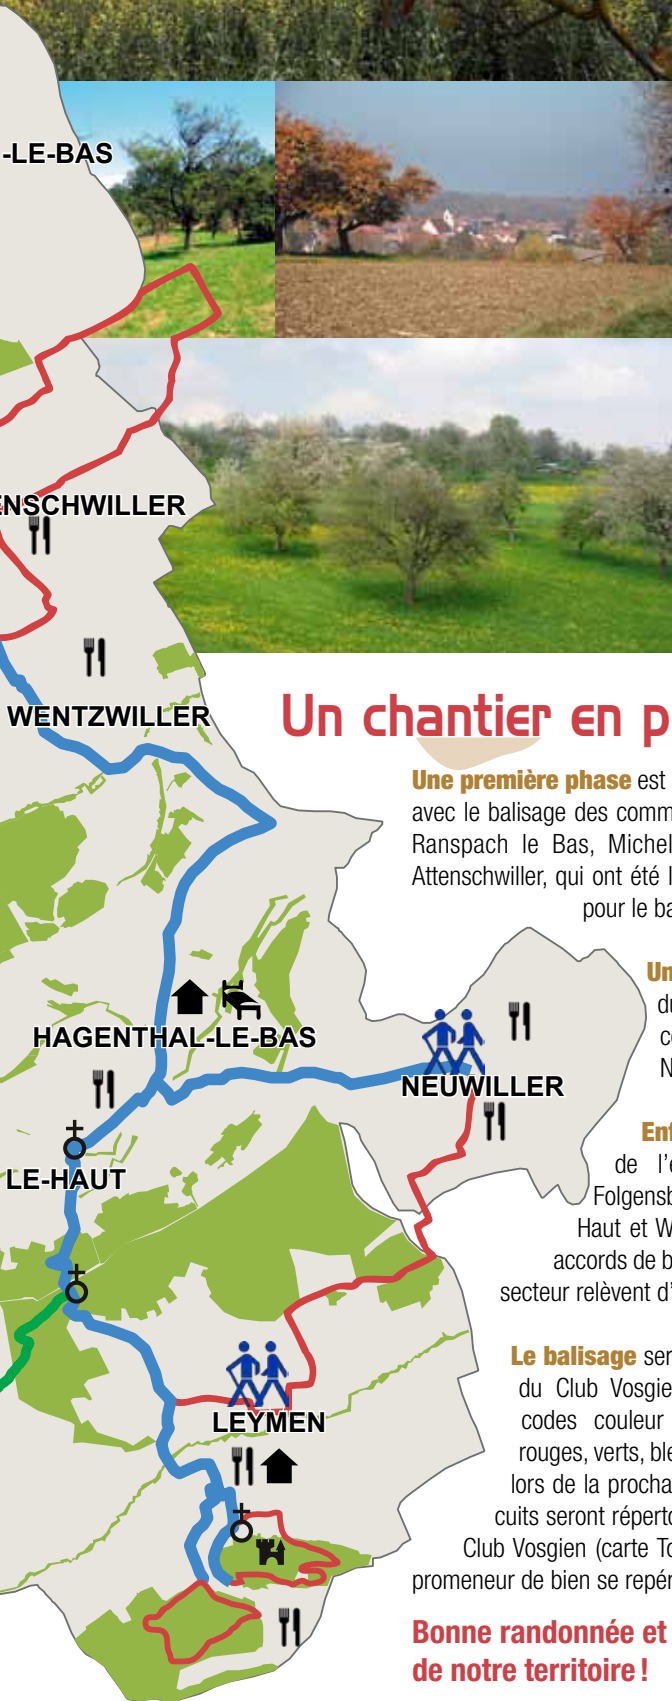 -LE-BAS
ENSCHWILLER
WENTZWILLER
HAGENTHAL-LE-BAS
NEUWILLER
LE-HAUT
LEYMEN
Un chantier en p
Une première phase est
avec le balisage des comm
Ranspach le Bas, Michel
Attenschwiller, qui ont été l
pour le ba
Un
du
co
N
Enf
de l'e
Folgensb
Haut et W
accords de b
secteur relèvent d'
Le balisage ser
du Club Vosgie
codes couleur
rouges, verts, ble
lors de la procha
cuits seront réperto
Club Vosgien (carte To
promeneur de bien se repér
Bonne randonnée et
de notre territoire !